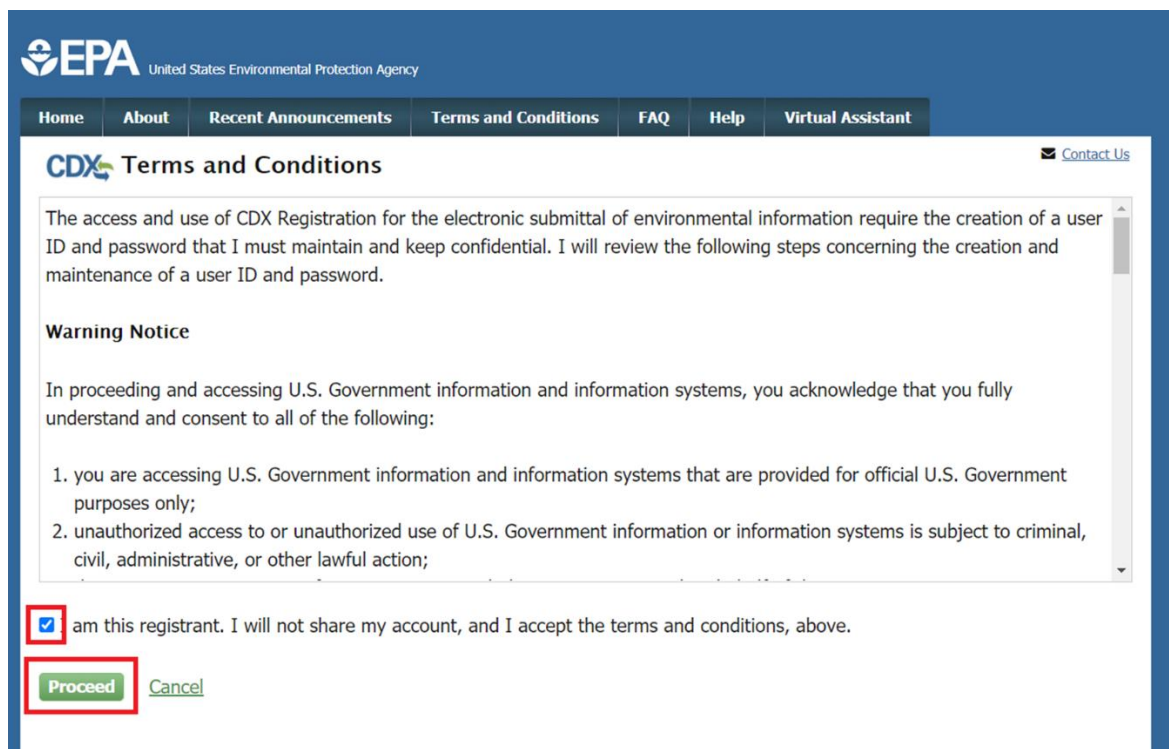 EPA United States Environmental Protection Agency
Home About Recent Announcements Terms and Conditions FAQ Help Virtual Assistant
Contact Us
CDX Terms and Conditions
The access and use of CDX Registration for the electronic submittal of environmental information require the creation of a user
ID and password that I must maintain and keep confidential. I will review the following steps concerning the creation and
maintenance of a user ID and password.
Warning Notice
In proceeding and accessing U.S. Government information and information systems, you acknowledge that you fully
understand and consent to all of the following:
1. you are accessing U.S. Government information and information systems that are provided for official U.S. Government
purposes only;
2. unauthorized access to or unauthorized use of U.S. Government information or information systems is subject to criminal,
civil, administrative, or other lawful action;
I am this registrant. I will not share my account, and I accept the terms and conditions, above.
Proceed Cancel